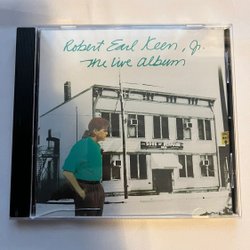 Robert Earl Keen, Jr.
The Live Album